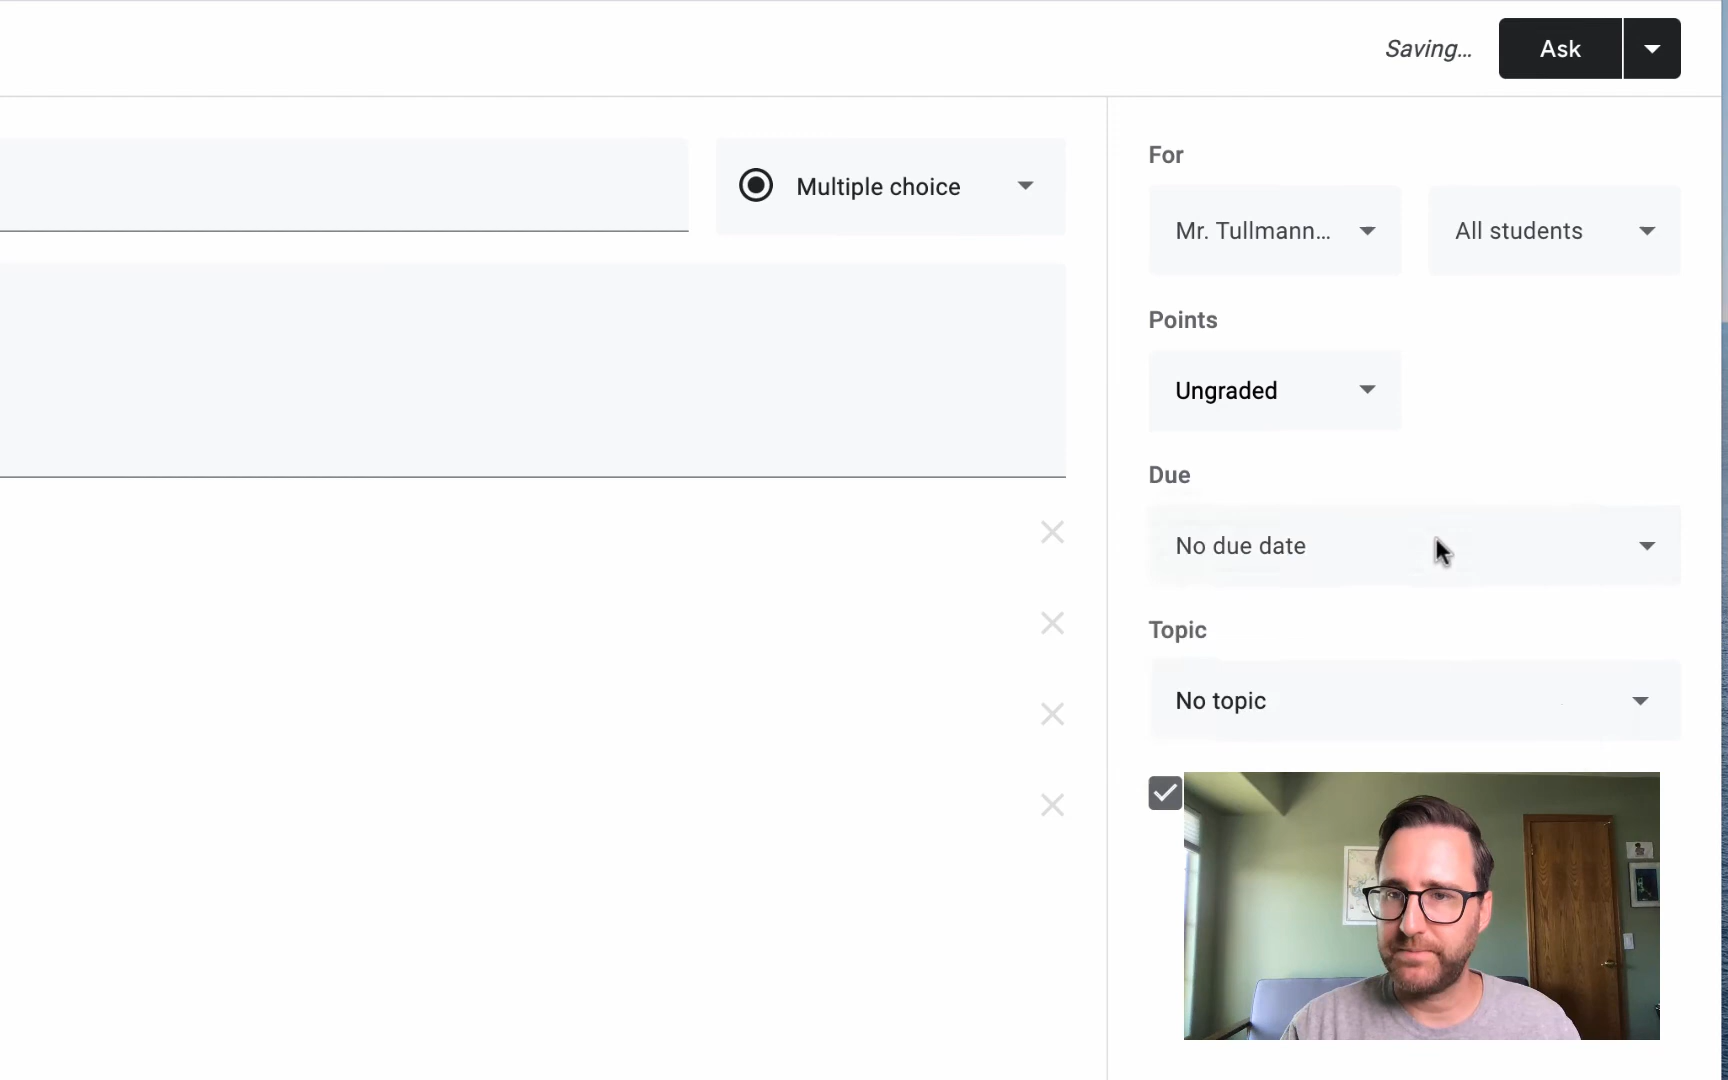 Saving...
Ask
Multiple choice
For
Mr. Tullmann...
All students
Points
Ungraded
Due
No due date
Topic
No topic